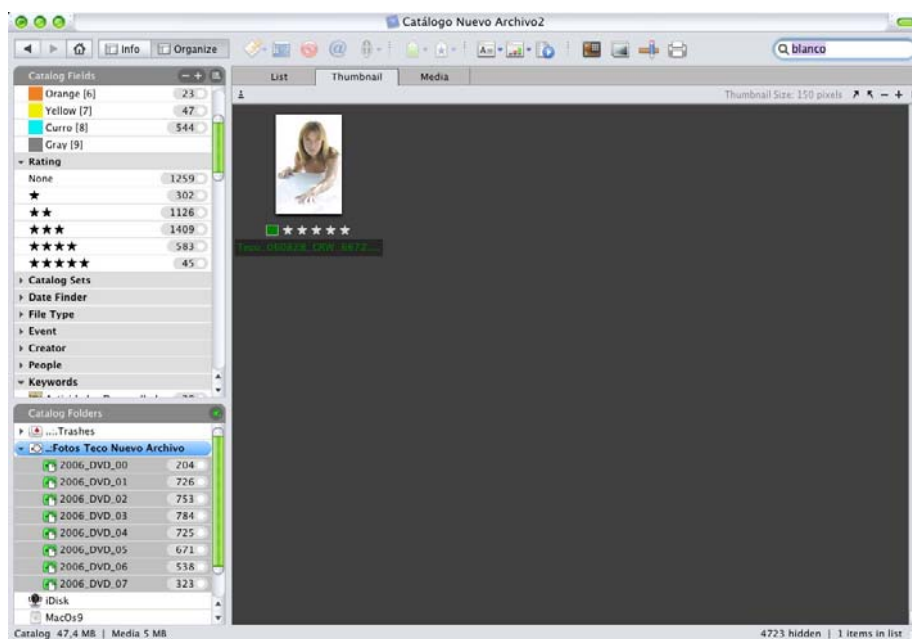 Catálogo Nuevo Archivo2
Info
Organize
blanco
Catalog Fields
Orange [6] 23
Yellow [7] 47
Curro [8] 544
Gray [9]
Rating
None 1259
★ 302
★★ 1126
★★★ 1409
★★★★ 583
★★★★★ 45
Catalog Sets
Date Finder
File Type
Event
Creator
People
Keywords
List
Thumbnail
Media
Thumbnail Size: 150 pixels
★★★★★
Catalog Folders
....:Trashes
..:Fotos Teco Nuevo Archivo
2006_DVD_00 204
2006_DVD_01 726
2006_DVD_02 753
2006_DVD_03 784
2006_DVD_04 725
2006_DVD_05 671
2006_DVD_06 538
2006_DVD_07 323
iDisk
MacOs9
Catalog 47,4 MB | Media 5 MB
4723 hidden | 1 items in list